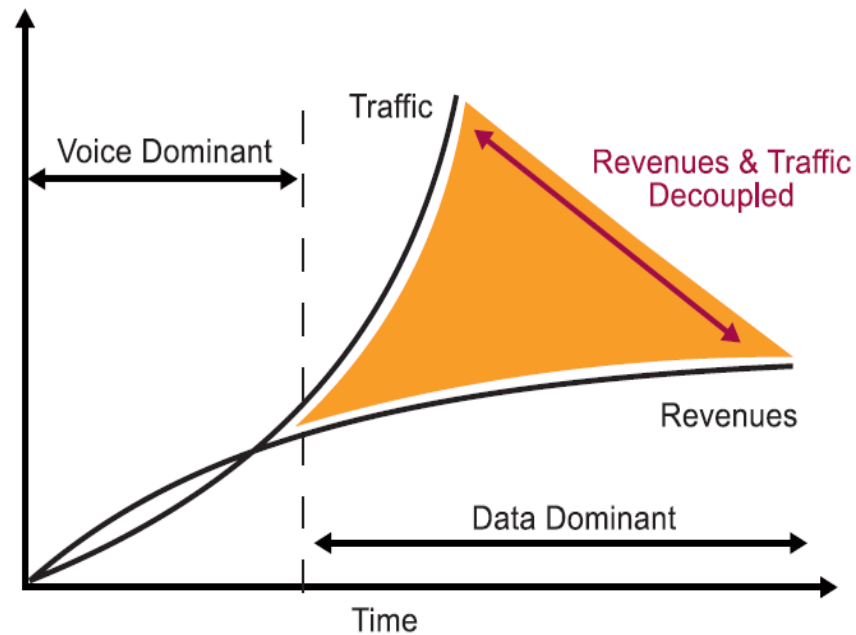 Traffic
Voice Dominant
Revenues & Traffic
Decoupled
Revenues
Data Dominant
Time